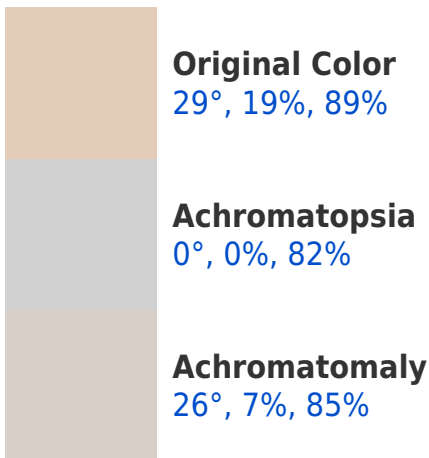 Original Color
29°, 19%, 89%
Achromatopsia
0°, 0%, 82%
Achromatomaly
26°, 7%, 85%